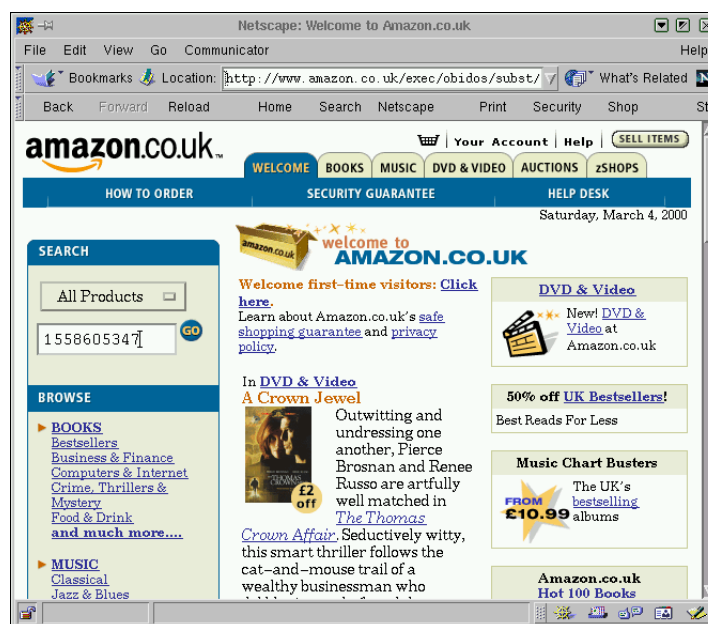 Netscape: Welcome to Amazon.co.uk
File Edit View Go Communicator Help
Bookmarks Location: http://www.amazon.co.uk/exec/obidos/subst/ What's Related
Back Forward Reload Home Search Netscape Print Security Shop St
amazon.co.uk
Your Account | Help | SELL ITEMS
WELCOME BOOKS MUSIC DVD & VIDEO AUCTIONS zSHOPS
HOW TO ORDER SECURITY GUARANTEE HELP DESK
Saturday, March 4, 2000
SEARCH
All Products
1558605347 GO
BROWSE
BOOKS
Bestsellers
Business & Finance
Computers & Internet
Crime, Thrillers &
Mystery
Food & Drink
and much more....
MUSIC
Classical
Jazz & Blues
amazon.co.uk
welcome to
AMAZON.CO.UK
Welcome first-time visitors: Click
here.
Learn about Amazon.co.uk's safe
shopping guarantee and privacy
policy.
In DVD & Video
A Crown Jewel
Outwitting and
undressing one
another, Pierce
Brosnan and Renee
Russo are artfully
well matched in
The Thomas
Crown Affair. Seductively witty,
this smart thriller follows the
cat-and-mouse trail of a
wealthy businessman who
THOMAS
CROWN
£2
off
DVD & Video
New! DVD &
Video at
Amazon.co.uk
50% off UK Bestsellers!
Best Reads For Less
Music Chart Busters
The UK's
bestselling
albums
FROM
£10.99
Amazon.co.uk
Hot 100 Books